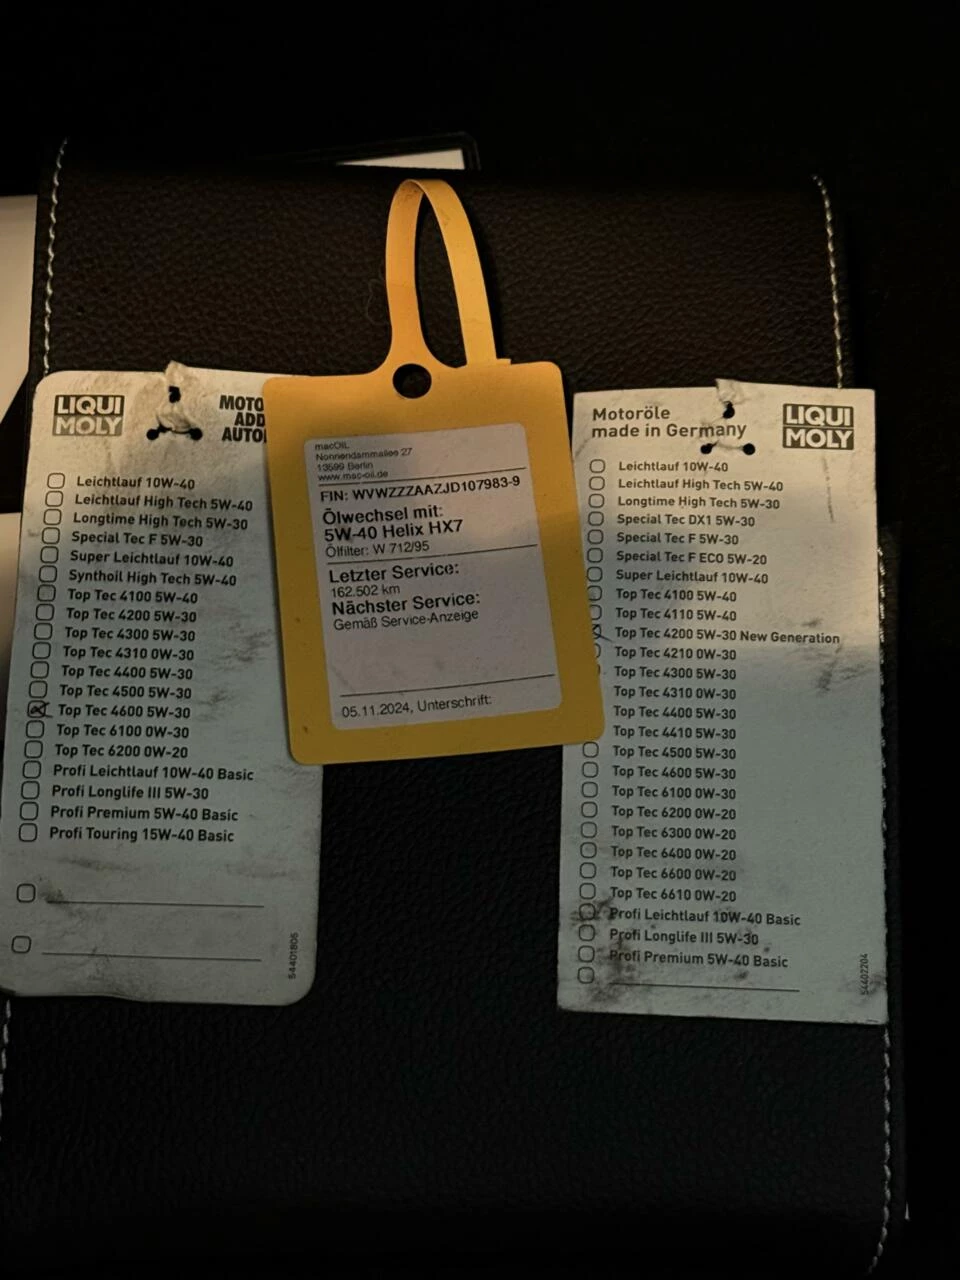 LIQUI
MOLY
MOTO
ADD
AUTO
Leichtlauf 10W-40
Leichtlauf High Tech 5W-40
Longtime High Tech 5W-30
Special Tec F 5W-30
Super Leichtlauf 10W-40
Synthoil High Tech 5W-40
Top Tec 4100 5W-40
Top Tec 4200 5W-30
Top Tec 4300 5W-30
Top Tec 4310 0W-30
Top Tec 4400 5W-30
Top Tec 4500 5W-30
Top Tec 4600 5W-30
Top Tec 6100 0W-30
Top Tec 6200 0W-20
Profi Leichtlauf 10W-40 Basic
Profi Longlife III 5W-30
Profi Premium 5W-40 Basic
Profi Touring 15W-40 Basic
54401805
macOIL
Nonnendammallee 27
13599 Berlin
www.mac-oil.de
FIN: WVWZZZAAZJD107983-9
Ölwechsel mit:
5W-40 Helix HX7
Ölfilter: W 712/95
Letzter Service:
162.502 km
Nächster Service:
Gemäß Service-Anzeige
05.11.2024, Unterschrift:
Motoröle
made in Germany
LIQUI
MOLY
Leichtlauf 10W-40
Leichtlauf High Tech 5W-40
Longtime High Tech 5W-30
Special Tec DX1 5W-30
Special Tec F 5W-30
Special Tec F ECO 5W-20
Super Leichtlauf 10W-40
Top Tec 4100 5W-40
Top Tec 4110 5W-40
Top Tec 4200 5W-30 New Generation
Top Tec 4210 0W-30
Top Tec 4300 5W-30
Top Tec 4310 0W-30
Top Tec 4400 5W-30
Top Tec 4410 5W-30
Top Tec 4500 5W-30
Top Tec 4600 5W-30
Top Tec 6100 0W-30
Top Tec 6200 0W-20
Top Tec 6300 0W-20
Top Tec 6400 0W-20
Top Tec 6600 0W-20
Top Tec 6610 0W-20
Profi Leichtlauf 10W-40 Basic
Profi Longlife III 5W-30
Profi Premium 5W-40 Basic
54402204